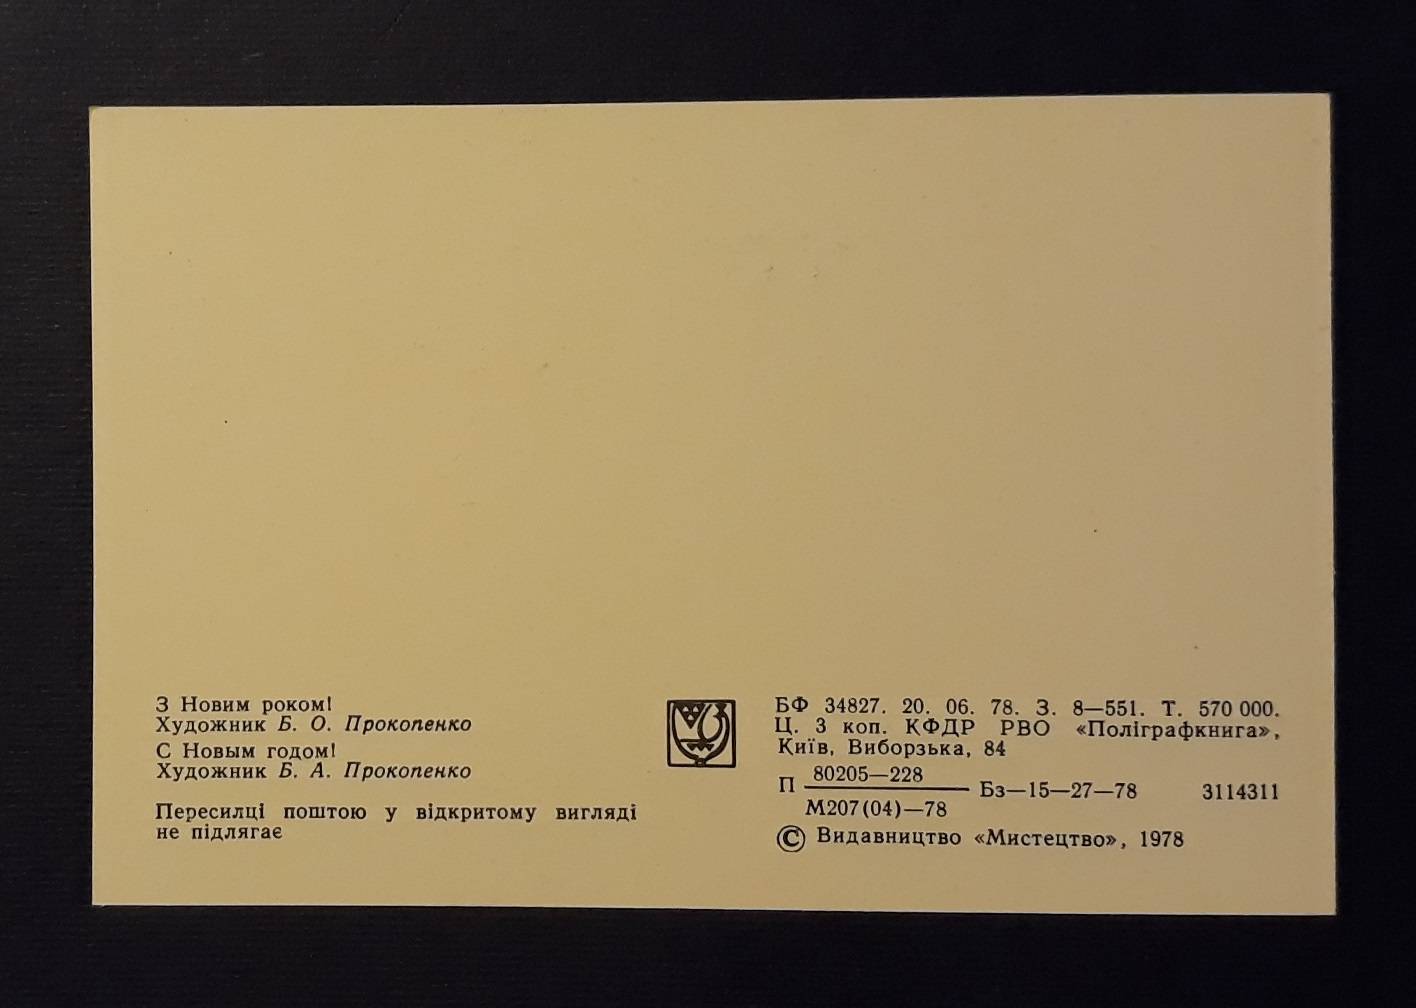 З Новим роком!
Художник Б. О. Прокопенко
С Новым годом!
Художник Б. А. Прокопенко
Пересилці поштою у відкритому вигляді
не підлягає
БФ 34827. 20. 06. 78. З. 8—551. Т. 570 000.
Ц. 3 коп. КФДР РВО «Поліграфкнига»,
Київ, Виборзька, 84
П 80205—228
М207(04)—78 Бз—15—27—78 3114311
© Видавництво «Мистецтво», 1978